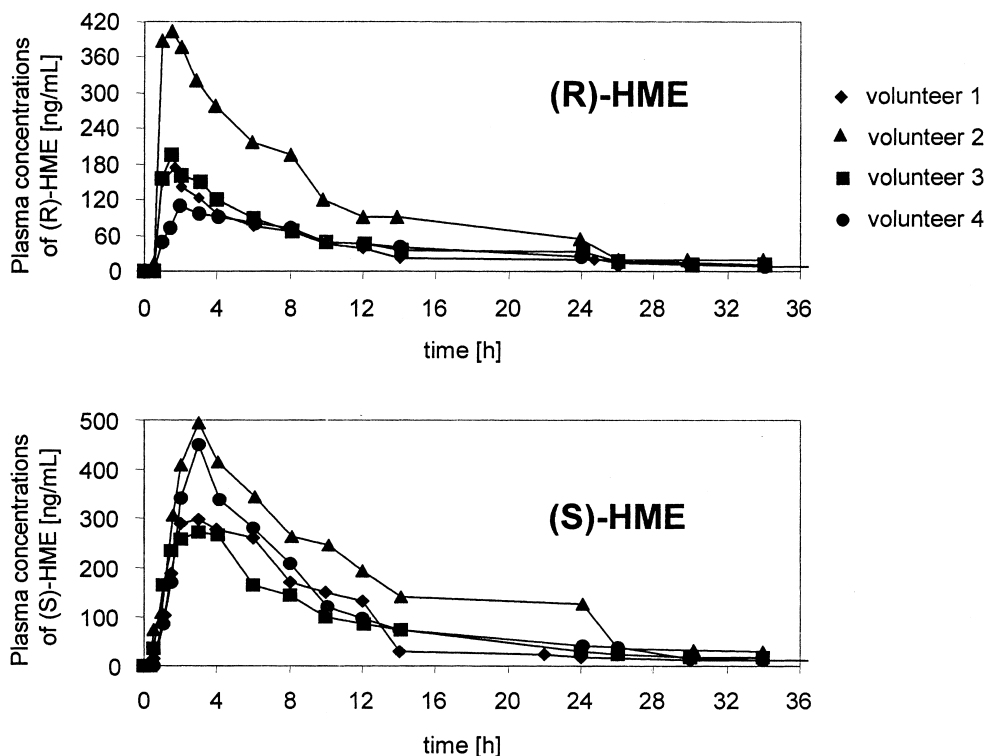 Plasma concentrations
of (R)-HME [ng/mL]
420
360
300
240
180
120
60
0
(R)-HME
0 4 8 12 16 20 24 28 32 36
time [h]
volunteer 1
volunteer 2
volunteer 3
volunteer 4
Plasma concentrations
of (S)-HME [ng/mL]
500
400
300
200
100
0
(S)-HME
0 4 8 12 16 20 24 28 32 36
time [h]